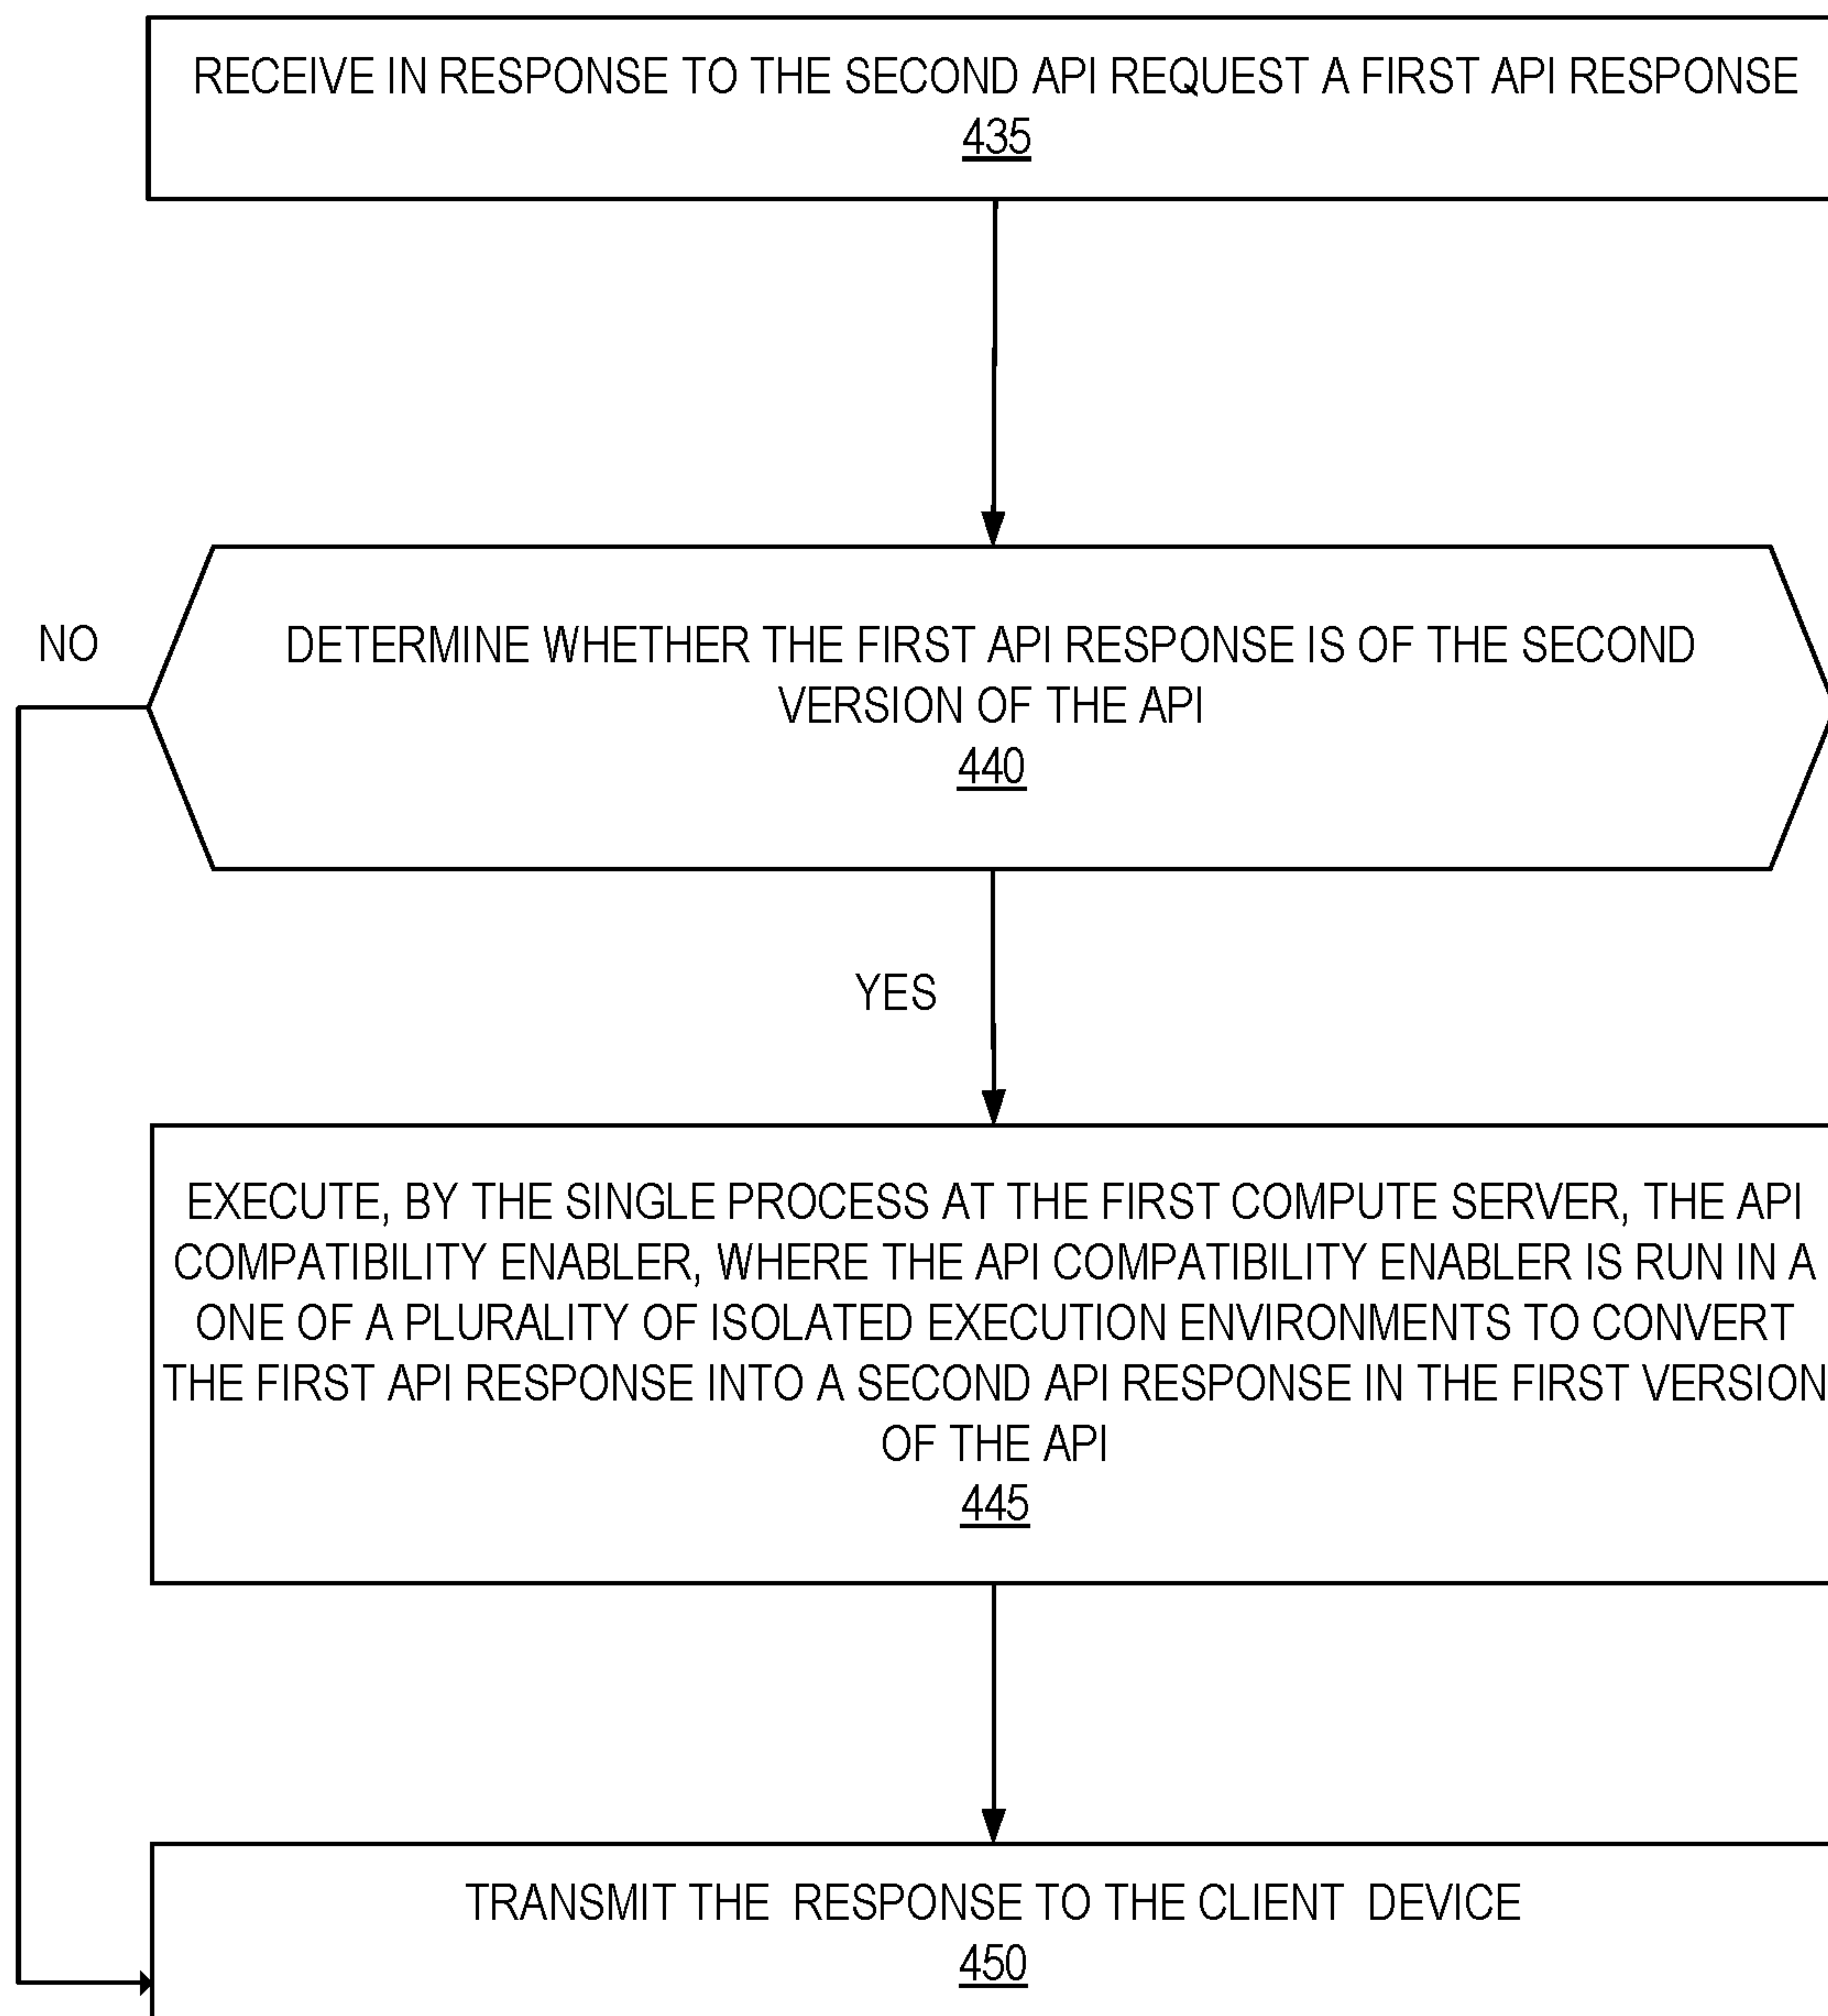 RECEIVE IN RESPONSE TO THE SECOND API REQUEST A FIRST API RESPONSE
435
NO
DETERMINE WHETHER THE FIRST API RESPONSE IS OF THE SECOND
VERSION OF THE API
440
YES
EXECUTE, BY THE SINGLE PROCESS AT THE FIRST COMPUTE SERVER, THE API
COMPATIBILITY ENABLER, WHERE THE API COMPATIBILITY ENABLER IS RUN IN A
ONE OF A PLURALITY OF ISOLATED EXECUTION ENVIRONMENTS TO CONVERT
THE FIRST API RESPONSE INTO A SECOND API RESPONSE IN THE FIRST VERSION
OF THE API
445
TRANSMIT THE RESPONSE TO THE CLIENT DEVICE
450